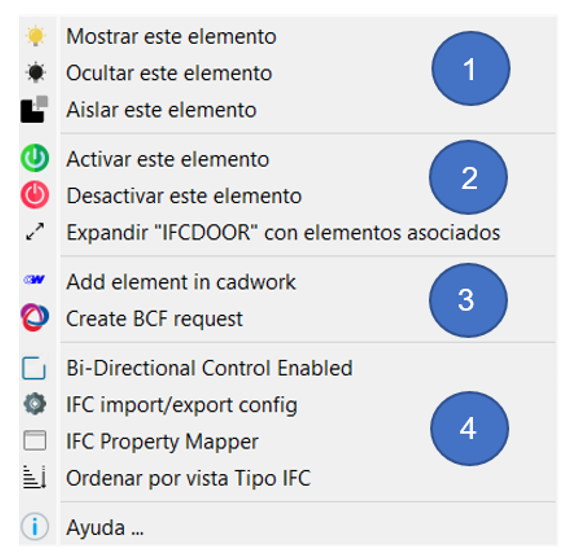 Mostrar este elemento
Ocultar este elemento
1
Aislar este elemento
Activar este elemento
2
Desactivar este elemento
Expandir "IFCDOOR" con elementos asociados
Add element in cadwork
3
Create BCF request
Bi-Directional Control Enabled
IFC import/export config
4
IFC Property Mapper
Ordenar por vista Tipo IFC
Ayuda ...